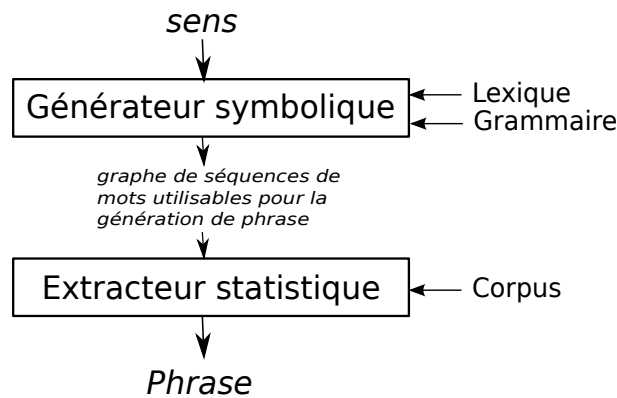 sens
Générateur symbolique
Lexique
Grammaire
graphe de séquences de
mots utilisables pour la
génération de phrase
Extracteur statistique
Corpus
Phrase